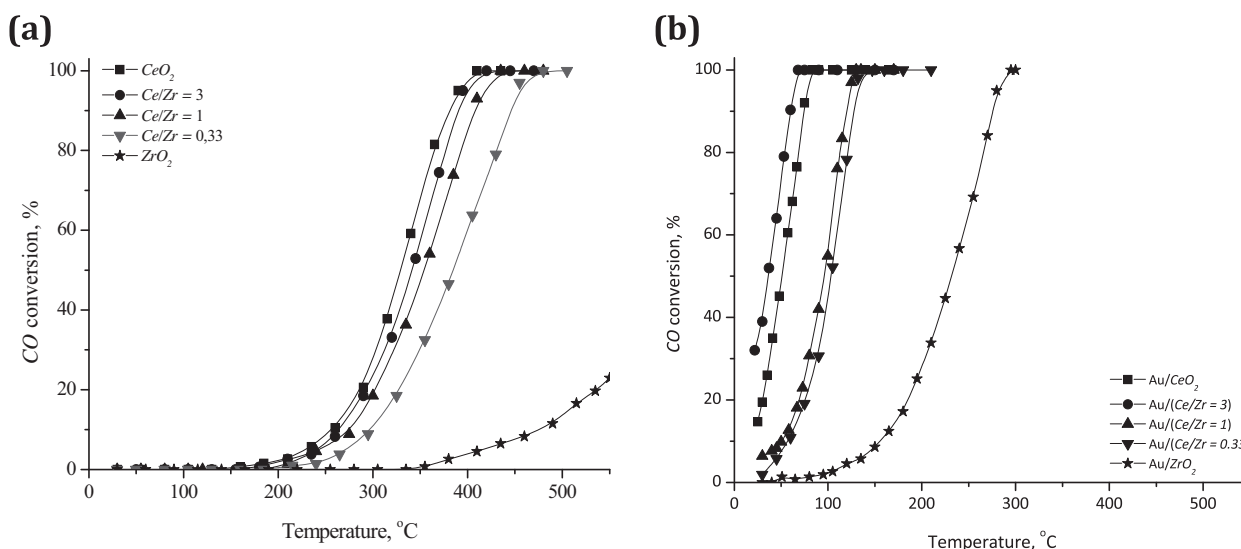 (a)
100
80
60
40
20
0
CO conversion, %
CeO2
Ce/Zr = 3
Ce/Zr = 1
Ce/Zr = 0,33
ZrO2
0 100 200 300 400 500
Temperature, °C
(b)
100
80
60
40
20
0
CO conversion, %
Au/CeO2
Au/(Ce/Zr = 3)
Au/(Ce/Zr = 1)
Au/(Ce/Zr = 0.33
Au/ZrO2
0 100 200 300 400 500
Temperature, °C